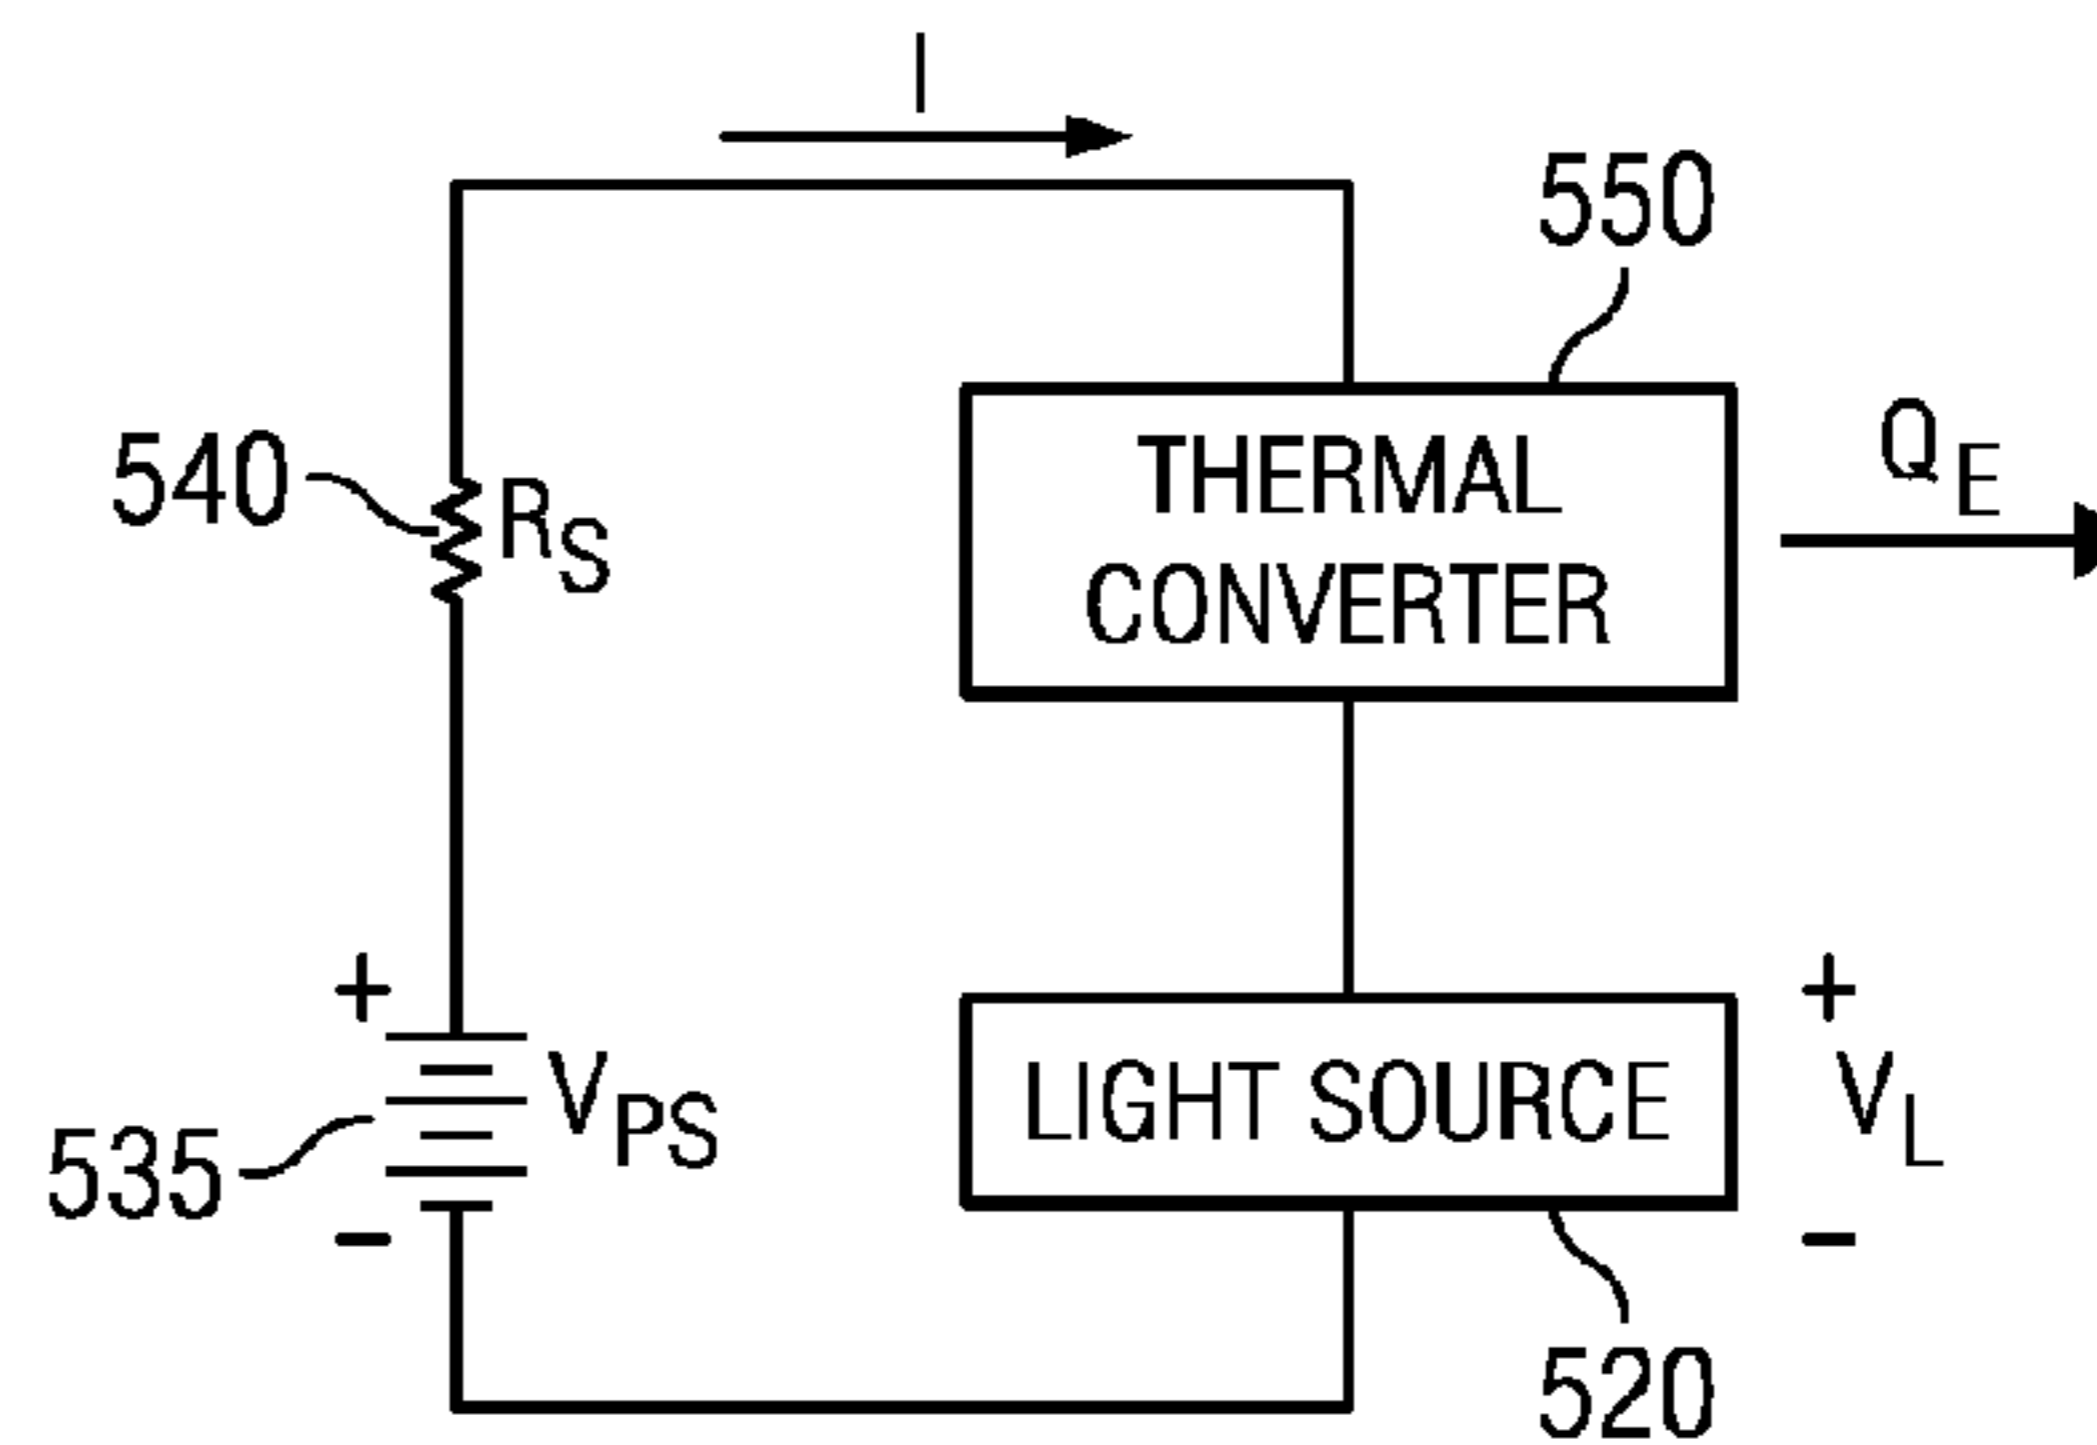 I
550
THERMAL
CONVERTER
QE
540
RS
+
VPS
535
−
LIGHT SOURCE
+
VL
−
520